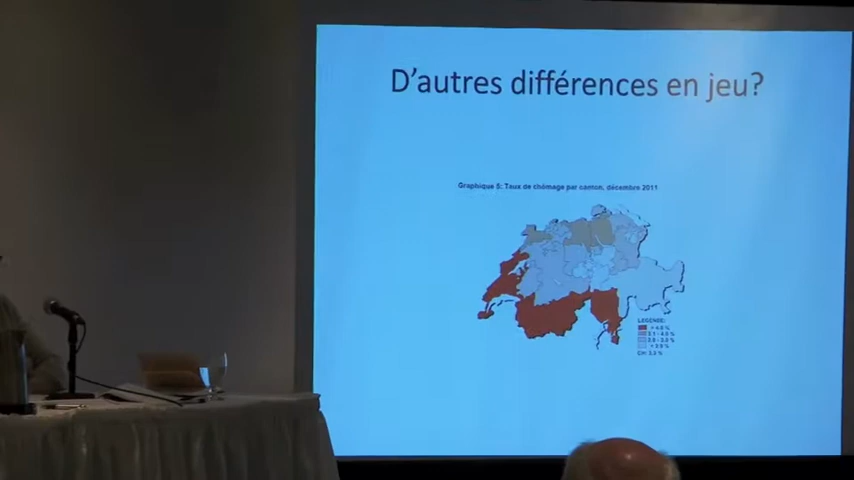 D'autres différences en jeu?
Graphique 5: Taux de chômage par canton, décembre 2011
LEGENDE: